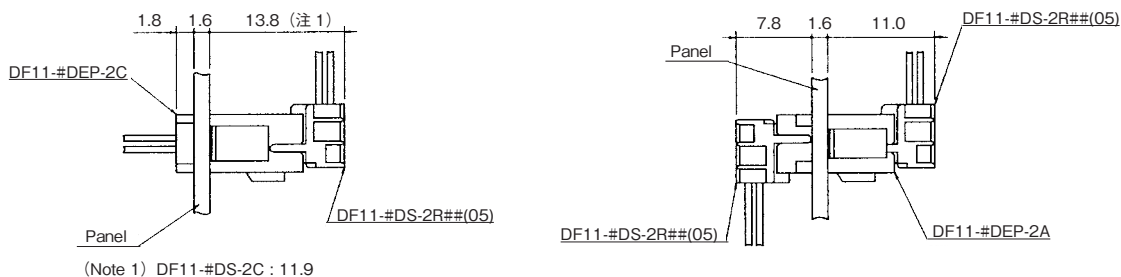 1.8 1.6 13.8（注 1）
DF11-#DEP-2C
DF11-#DS-2R##(05)
Panel
（Note 1）DF11-#DS-2C : 11.9
7.8 1.6 11.0
DF11-#DS-2R##(05)
Panel
DF11-#DS-2R##(05)
DF11-#DEP-2A